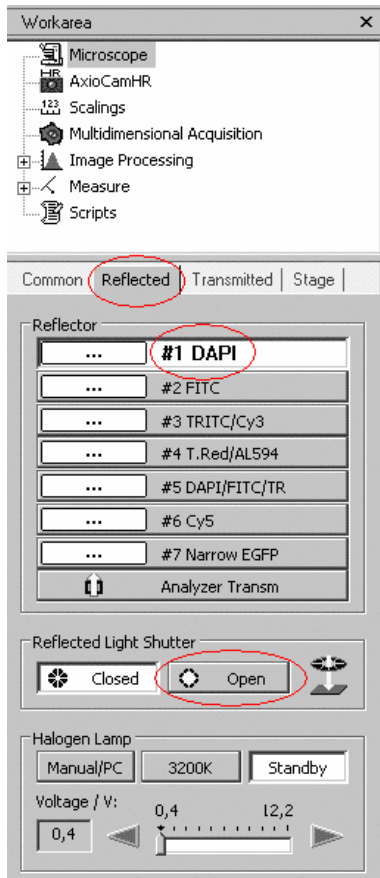 Workarea
Microscope
HR
AxioCamHR
123
Scalings
Multidimensional Acquisition
Image Processing
Measure
Scripts
Common Reflected Transmitted Stage
Reflector
... #1 DAPI
... #2 FITC
... #3 TRITC/Cy3
... #4 T.Red/AL594
... #5 DAPI/FITC/TR
... #6 Cy5
... #7 Narrow EGFP
Analyzer Transm
Reflected Light Shutter
Closed Open
Halogen Lamp
Manual/PC 3200K Standby
Voltage / V:
0,4 12,2
0,4